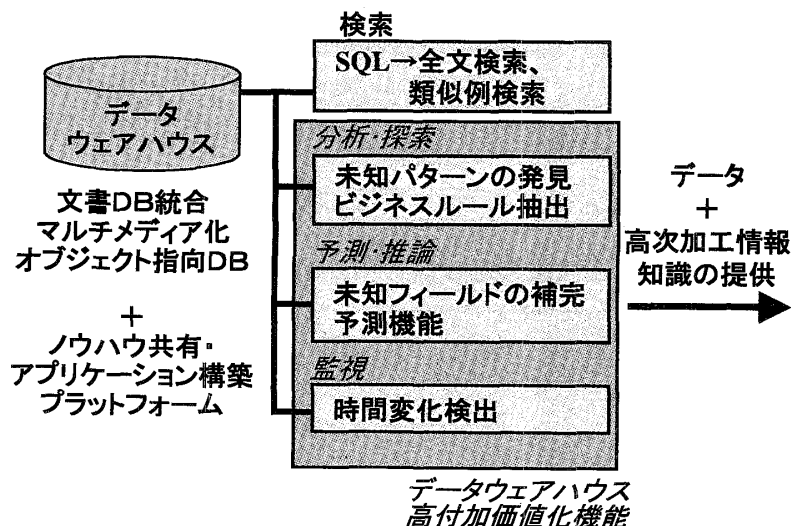 検索
SQL→全文検索、
類似例検索
データ
ウェアハウス
文書DB統合
マルチメディア化
オブジェクト指向DB
+
ノウハウ共有・
アプリケーション構築
プラットフォーム
分析・探索
未知パターンの発見
ビジネスルール抽出
予測・推論
未知フィールドの補完
予測機能
監視
時間変化検出
データウェアハウス
高付加価値化機能
データ
+
高次加工情報
知識の提供